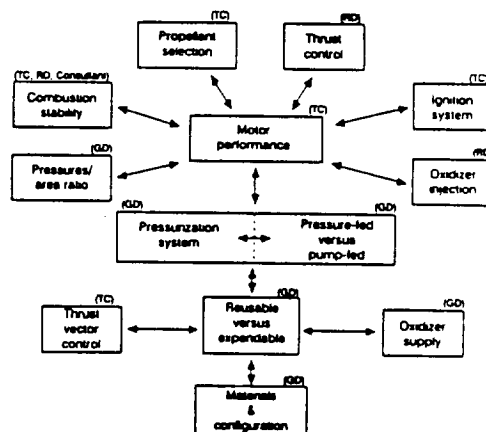 (TC)
Propellant
selection
(RD)
Thrust
control
(TC, RD, Consultant)
Combustion
stability
(TC)
Motor
performance
(TC)
Ignition
system
(GD)
Pressures/
area ratio
Oxidizer
injection
(GD)
Pressurization
system
(GD)
Pressure-fed
versus
pump-fed
(TC)
Thrust
vector
control
(GD)
Reusable
versus
expendable
(GD)
Oxidizer
supply
(GD)
Materials
&
configuration